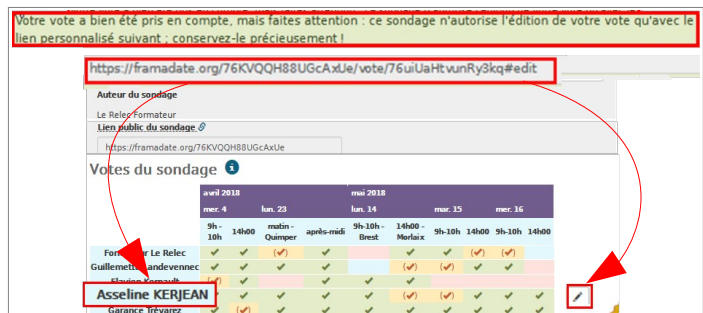 Votre vote a bien été pris en compte, mais faites attention : ce sondage n'autorise l'édition de votre vote qu'avec le
lien personnalisé suivant ; conservez-le précieusement !
https://framadate.org/76KVQQH88UGcAxUe/vote/76uiUaHtvunRy3kq#edit
Auteur du sondage
Le Relec Formateur
Lien public du sondage
https://framadate.org/76KVQQH88UGcAxUe
Votes du sondage
avril 2018 mai 2018
mer. 4 lun. 23 lun. 14 mar. 15 mer. 16
9h - 10h 14h00 matin - Quimper après-midi 9h-10h - Brest 14h00 - Morlaix 9h-10h 14h00 9h-10h 14h00
Le Relec
Guillemette
Flavien Kernault
Asseline KERJEAN
Garance Trévarez